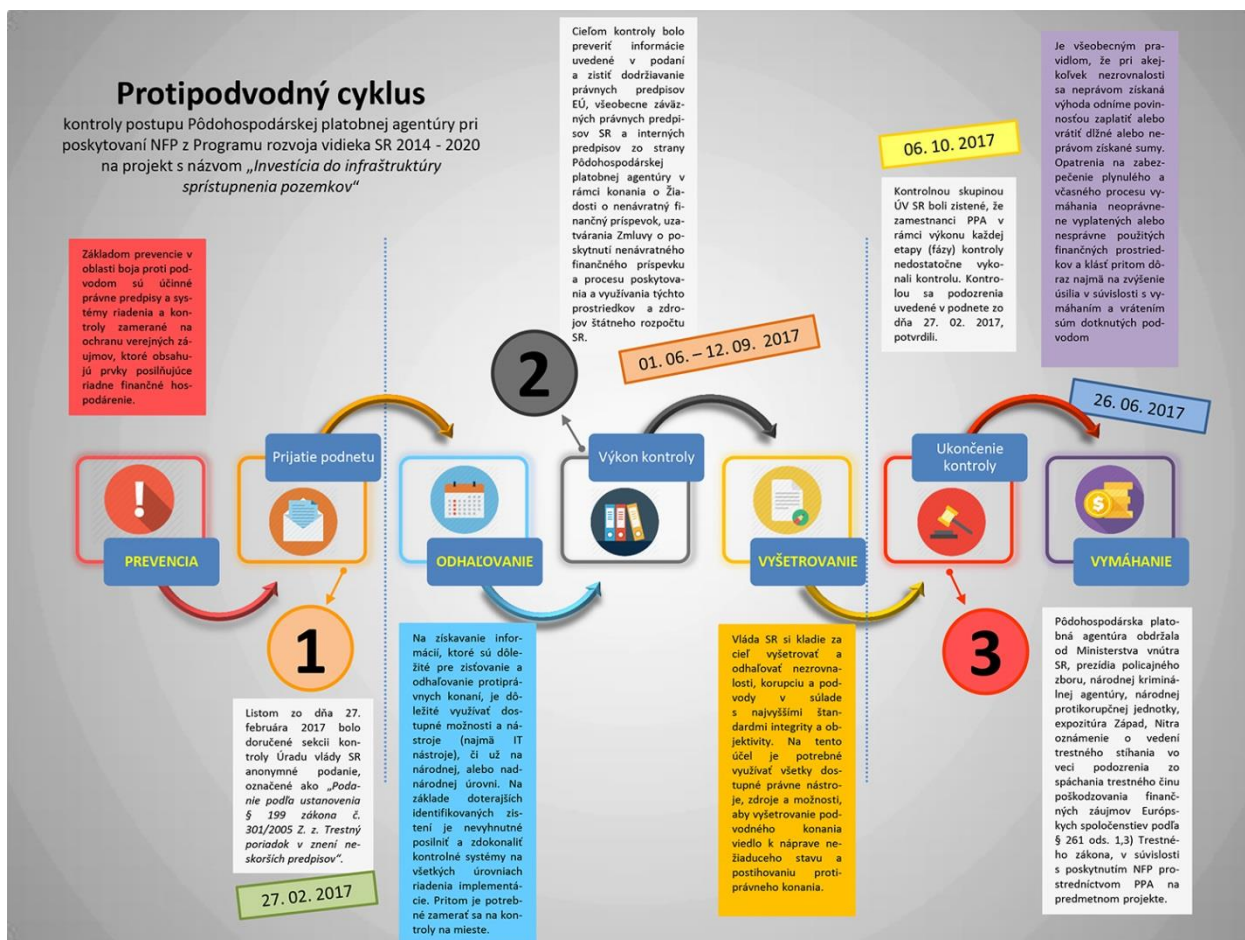 Protipodvodný cyklus
kontroly postupu Pôdohospodárskej platobnej agentúry pri
poskytovaní NFP z Programu rozvoja vidieka SR 2014 - 2020
na projekt s názvom „Investícia do infraštruktúry
sprístupnenia pozemkov“
Základom prevencie v
oblasti boja proti pod-
vodom sú účinné
právne predpisy a sys-
témy riadenia a kon-
troly zamerané na
ochranu verejných zá-
ujmov, ktoré obsahu-
jú prvky posilňujúce
riadne finančné hos-
podárenie.
PREVENCIA
Prijatie podnetu
1
Listom zo dňa 27.
februára 2017 bolo
doručené sekcii kon-
troly Úradu vlády SR
anonymné podanie,
označené ako „Poda-
nie podľa ustanovenia
§ 199 zákona č.
301/2005 Z. z. Trestný
poriadok v znení ne-
skorších predpisov“.
27. 02. 2017
ODHAĽOVANIE
Na získavanie infor-
mácií, ktoré sú dôle-
žité pre zisťovanie a
odhaľovanie protipráv-
nych konaní, je dô-
ležité využívať dos-
tupné možnosti a ná-
stroje (najmä IT
nástroje), či už na
národnej, alebo nad-
národnej úrovni. Na
základe doterajších
identifikovaných zis-
tení je nevyhnutné
posilniť a zdokonaliť
kontrolné systémy na
všetkých úrovniach
riadenia implementá-
cie. Pritom je potreb-
né zamerať sa na kon-
troly na mieste.
Cieľom kontroly bolo
preveriť informácie
uvedené v podaní
a zistiť dodržiavanie
právnych predpisov
EÚ, všeobecne záväz-
ných právnych predpi-
sov SR a interných
predpisov zo strany
Pôdohospodárskej
platobnej agentúry v
rámci konania o Žia-
dosti o nenávratný fi-
nančný príspevok, uza-
tvárania Zmluvy o po-
skytnutí nenávratného
finančného príspevku
a procesu poskytova-
nia a využívania týchto
prostriedkov a zdro-
jov štátneho rozpočtu
SR.
2
01. 06. – 12. 09. 2017
Výkon kontroly
VYŠETROVANIE
Vláda SR si kladie za
cieľ vyšetrovať a
odhaľovať nezrovna-
losti, korupciu a pod-
vody v súlade
s najvyššími štan-
dardmi integrity a ob-
jektivity. Na tento
účel je potrebné
využívať všetky dos-
tupné právne nástro-
je, zdroje a možnosti,
aby vyšetrovanie pod-
vodného konania
viedlo k náprave ne-
žiaduceho stavu a
postihovaniu proti-
právneho konania.
06. 10. 2017
Kontrolnou skupinou
ÚV SR boli zistené, že
zamestnanci PPA v
rámci výkonu každej
etapy (fázy) kontroly
nedostatočne vyko-
nali kontrolu. Kontro-
lou sa podozrenia
uvedené v podnete zo
dňa 27. 02. 2017,
potvrdili.
Ukončenie
kontroly
3
Je všeobecným pra-
vidlom, že pri akej-
koľvek nezrovnalosti
sa neprávom získaná
výhoda odníme povin-
nosťou zaplatiť alebo
vrátiť dlžné alebo ne-
právom získané sumy.
Opatrenia na zabez-
pečenie plynulého a
včasného procesu vy-
máhania neoprávne-
ne vyplatených alebo
nesprávne použitých
finančných prostried-
kov a klásť pritom dô-
raz najmä na zvýšenie
úsilia v súvislosti s vy-
máhaním a vrátením
súm dotknutých pod-
vodom
26. 06. 2017
VYMÁHANIE
Pôdohospodárska plato-
bná agentúra obdržala
od Ministerstva vnútra
SR, prezídia policajného
zboru, národnej kriminá-
lnej agentúry, národnej
protikorupčnej jednotky,
expozitúra Západ, Nitra
oznámenie o vedení
trestného stíhania vo
veci podozrenia zo
spáchania trestného činu
poškodzovania finanč-
ných záujmov Európ-
skych spoločenstiev podľa
§ 261 ods. 1,3) Trestné-
ho zákona, v súvislosti
s poskytnutím NFP pro-
stredníctvom PPA na
predmetnom projekte.